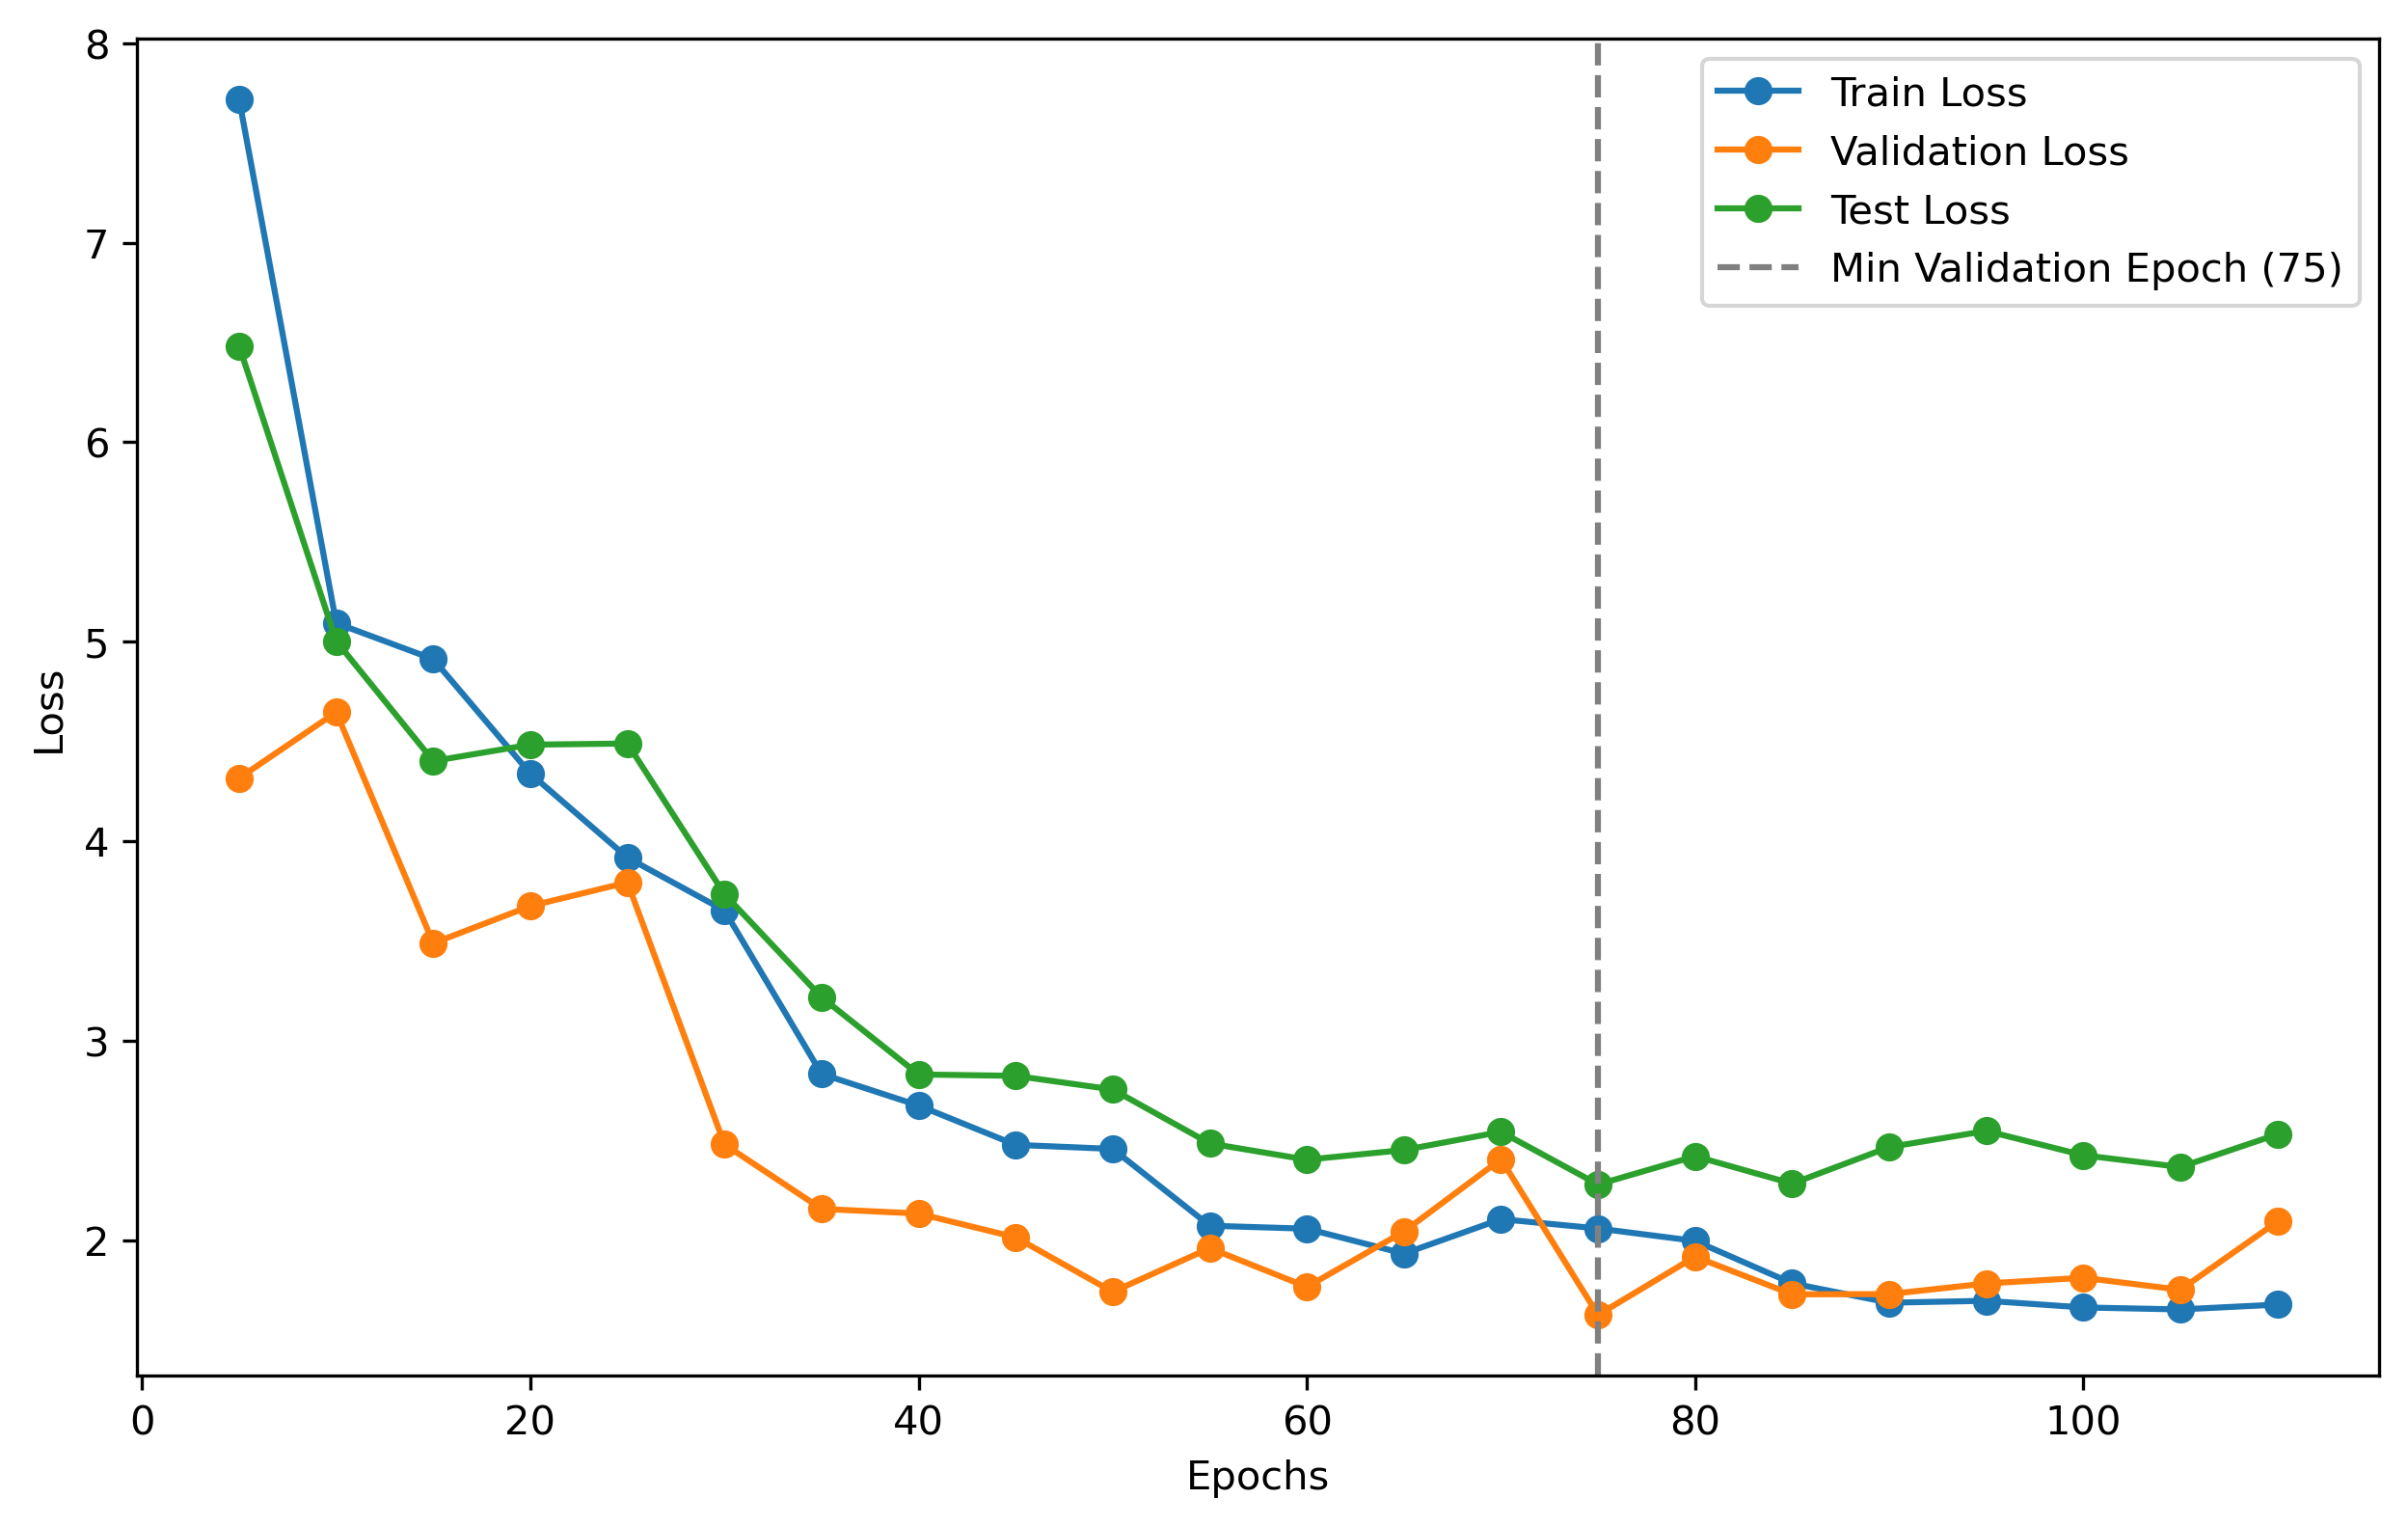 8
7
6
5
4
3
2
Loss
0 20 40 60 80 100
Epochs
Train Loss
Validation Loss
Test Loss
Min Validation Epoch (75)